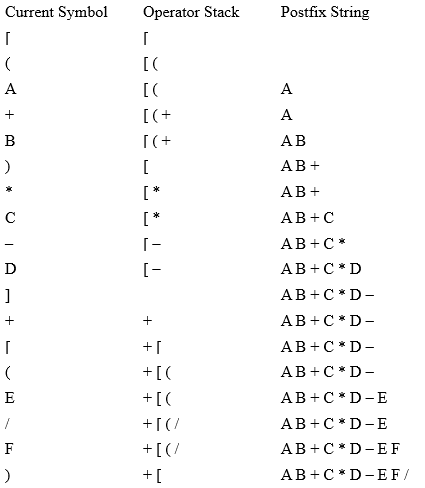 Current Symbol Operator Stack Postfix String
[ [
( [ (
A [ ( A
+ [ ( + A
B [ ( + A B
) [ A B +
* [ * A B +
C [ * A B + C
– [ – A B + C *
D [ – A B + C * D
] A B + C * D –
+ + A B + C * D –
[ + [ A B + C * D –
( + [ ( A B + C * D –
E + [ ( A B + C * D – E
/ + [ ( / A B + C * D – E
F + [ ( / A B + C * D – E F
) + [ A B + C * D – E F /